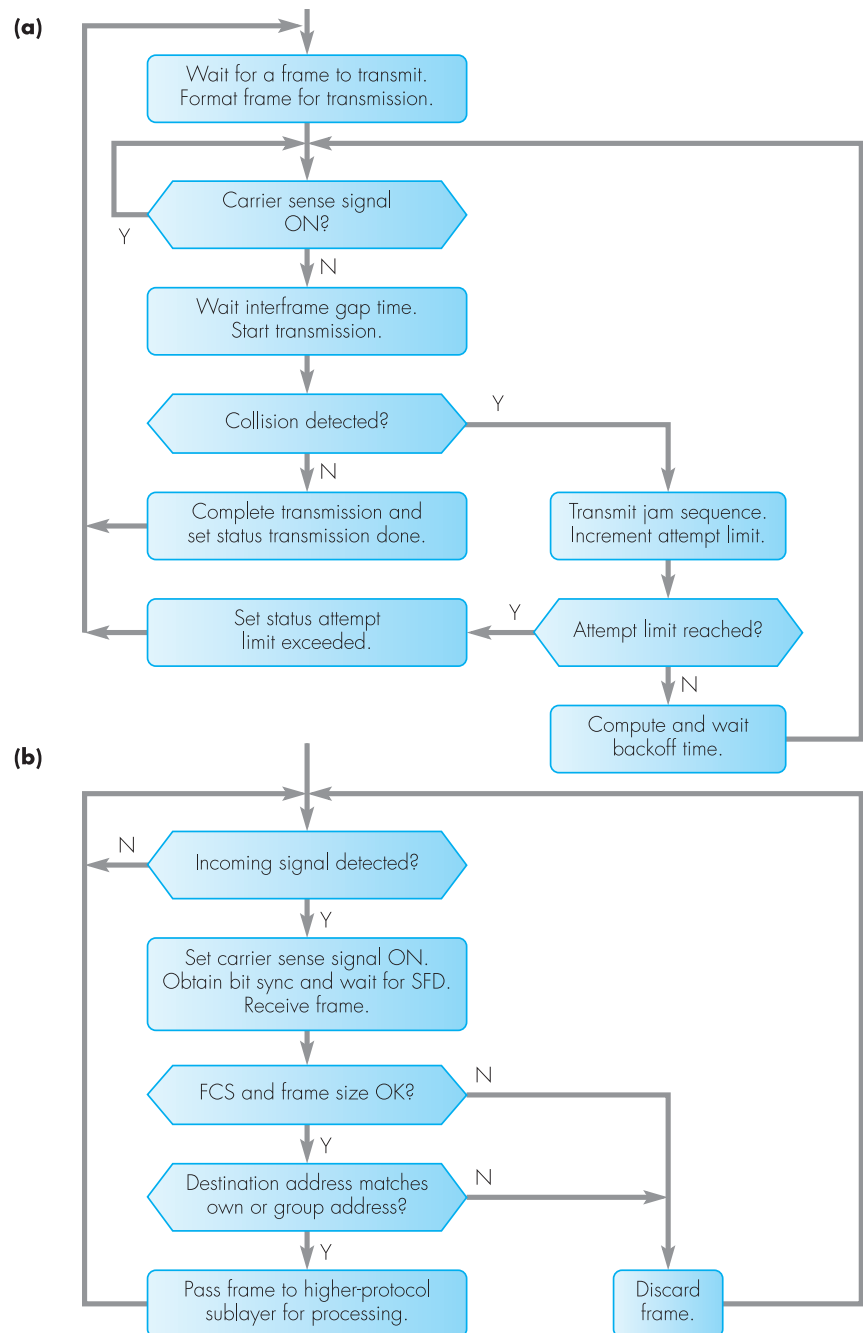 (a)
Wait for a frame to transmit.
Format frame for transmission.
Carrier sense signal
ON?
Y
N
Wait interframe gap time.
Start transmission.
Collision detected?
Y
N
Complete transmission and
set status transmission done.
Transmit jam sequence.
Increment attempt limit.
Set status attempt
limit exceeded.
Y
Attempt limit reached?
N
Compute and wait
backoff time.
(b)
N
Incoming signal detected?
Y
Set carrier sense signal ON.
Obtain bit sync and wait for SFD.
Receive frame.
FCS and frame size OK?
N
Y
Destination address matches
own or group address?
N
Y
Pass frame to higher-protocol
sublayer for processing.
Discard
frame.